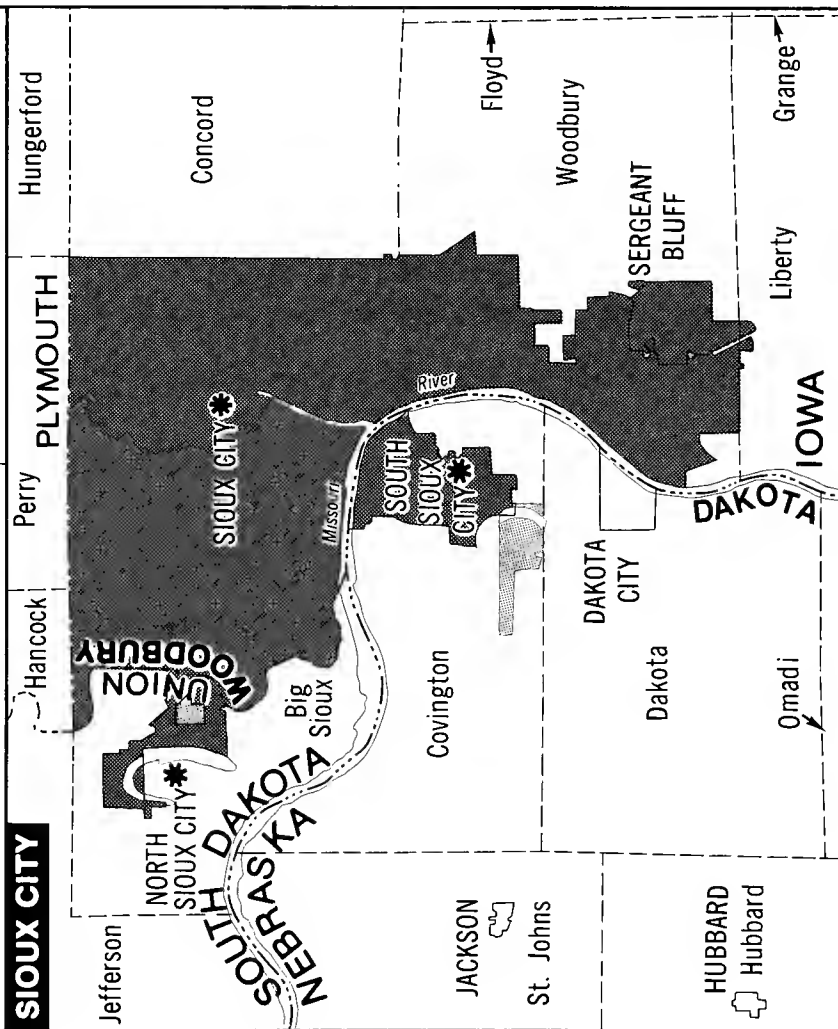 SIOUX CITY
Jefferson
Hancock
Perry
PLYMOUTH
Hungerford
UNION
WOODBURY
NORTH
SIOUX CITY
SIOUX CITY
Concord
Big
Sioux
SOUTH DAKOTA
NEBRASKA
Missouri
River
Floyd
SOUTH
SIOUX
CITY
Covington
Woodbury
JACKSON
St. Johns
DAKOTA
CITY
SERGEANT
BLUFF
Dakota
DAKOTA
IOWA
Liberty
Grange
HUBBARD
Hubbard
Omadi